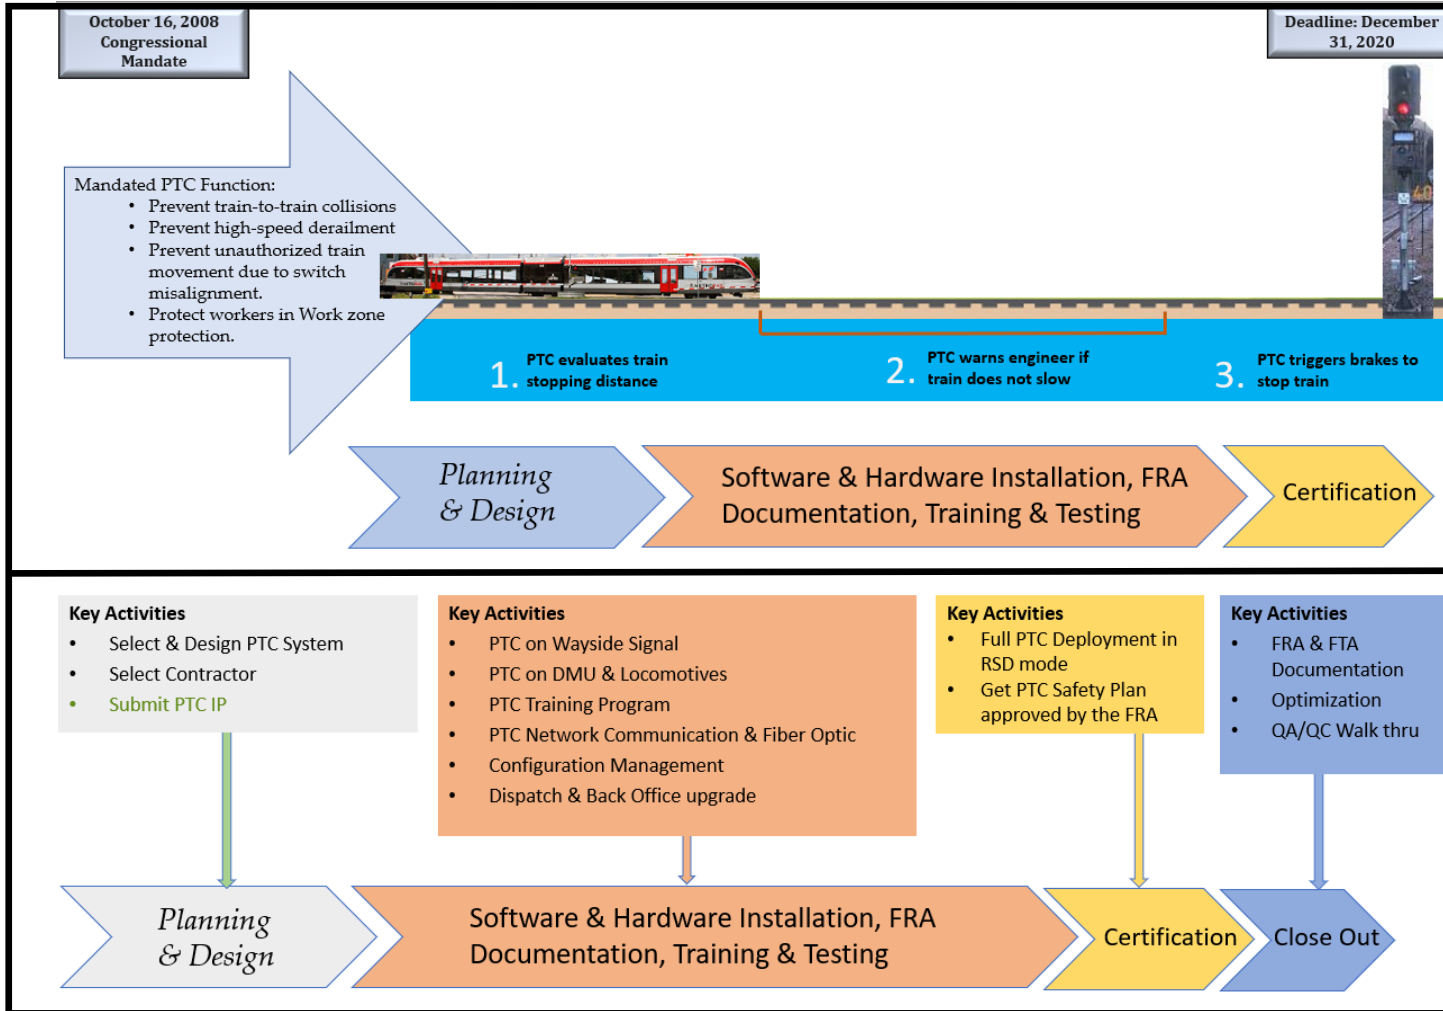 October 16, 2008
Congressional
Mandate
Deadline: December
31, 2020
Mandated PTC Function:
• Prevent train-to-train collisions
• Prevent high-speed derailment
• Prevent unauthorized train
movement due to switch
misalignment.
• Protect workers in Work zone
protection.
40
1. PTC evaluates train
stopping distance
2. PTC warns engineer if
train does not slow
3. PTC triggers brakes to
stop train
Planning
& Design
Software & Hardware Installation, FRA
Documentation, Training & Testing
Certification
Key Activities
• Select & Design PTC System
• Select Contractor
• Submit PTC IP
Key Activities
• PTC on Wayside Signal
• PTC on DMU & Locomotives
• PTC Training Program
• PTC Network Communication & Fiber Optic
• Configuration Management
• Dispatch & Back Office upgrade
Key Activities
• Full PTC Deployment in
RSD mode
• Get PTC Safety Plan
approved by the FRA
Key Activities
• FRA & FTA
Documentation
• Optimization
• QA/QC Walk thru
Planning
& Design
Software & Hardware Installation, FRA
Documentation, Training & Testing
Certification
Close Out